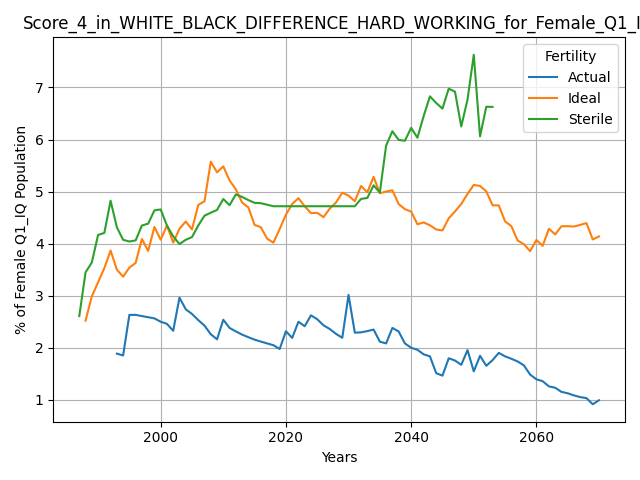 Score_4_in_WHITE_BLACK_DIFFERENCE_HARD_WORKING_for_Female_Q1_I
Fertility
Actual
Ideal
Sterile
% of Female Q1_IQ Population
7
6
5
4
3
2
1
2000 2020 2040 2060
Years